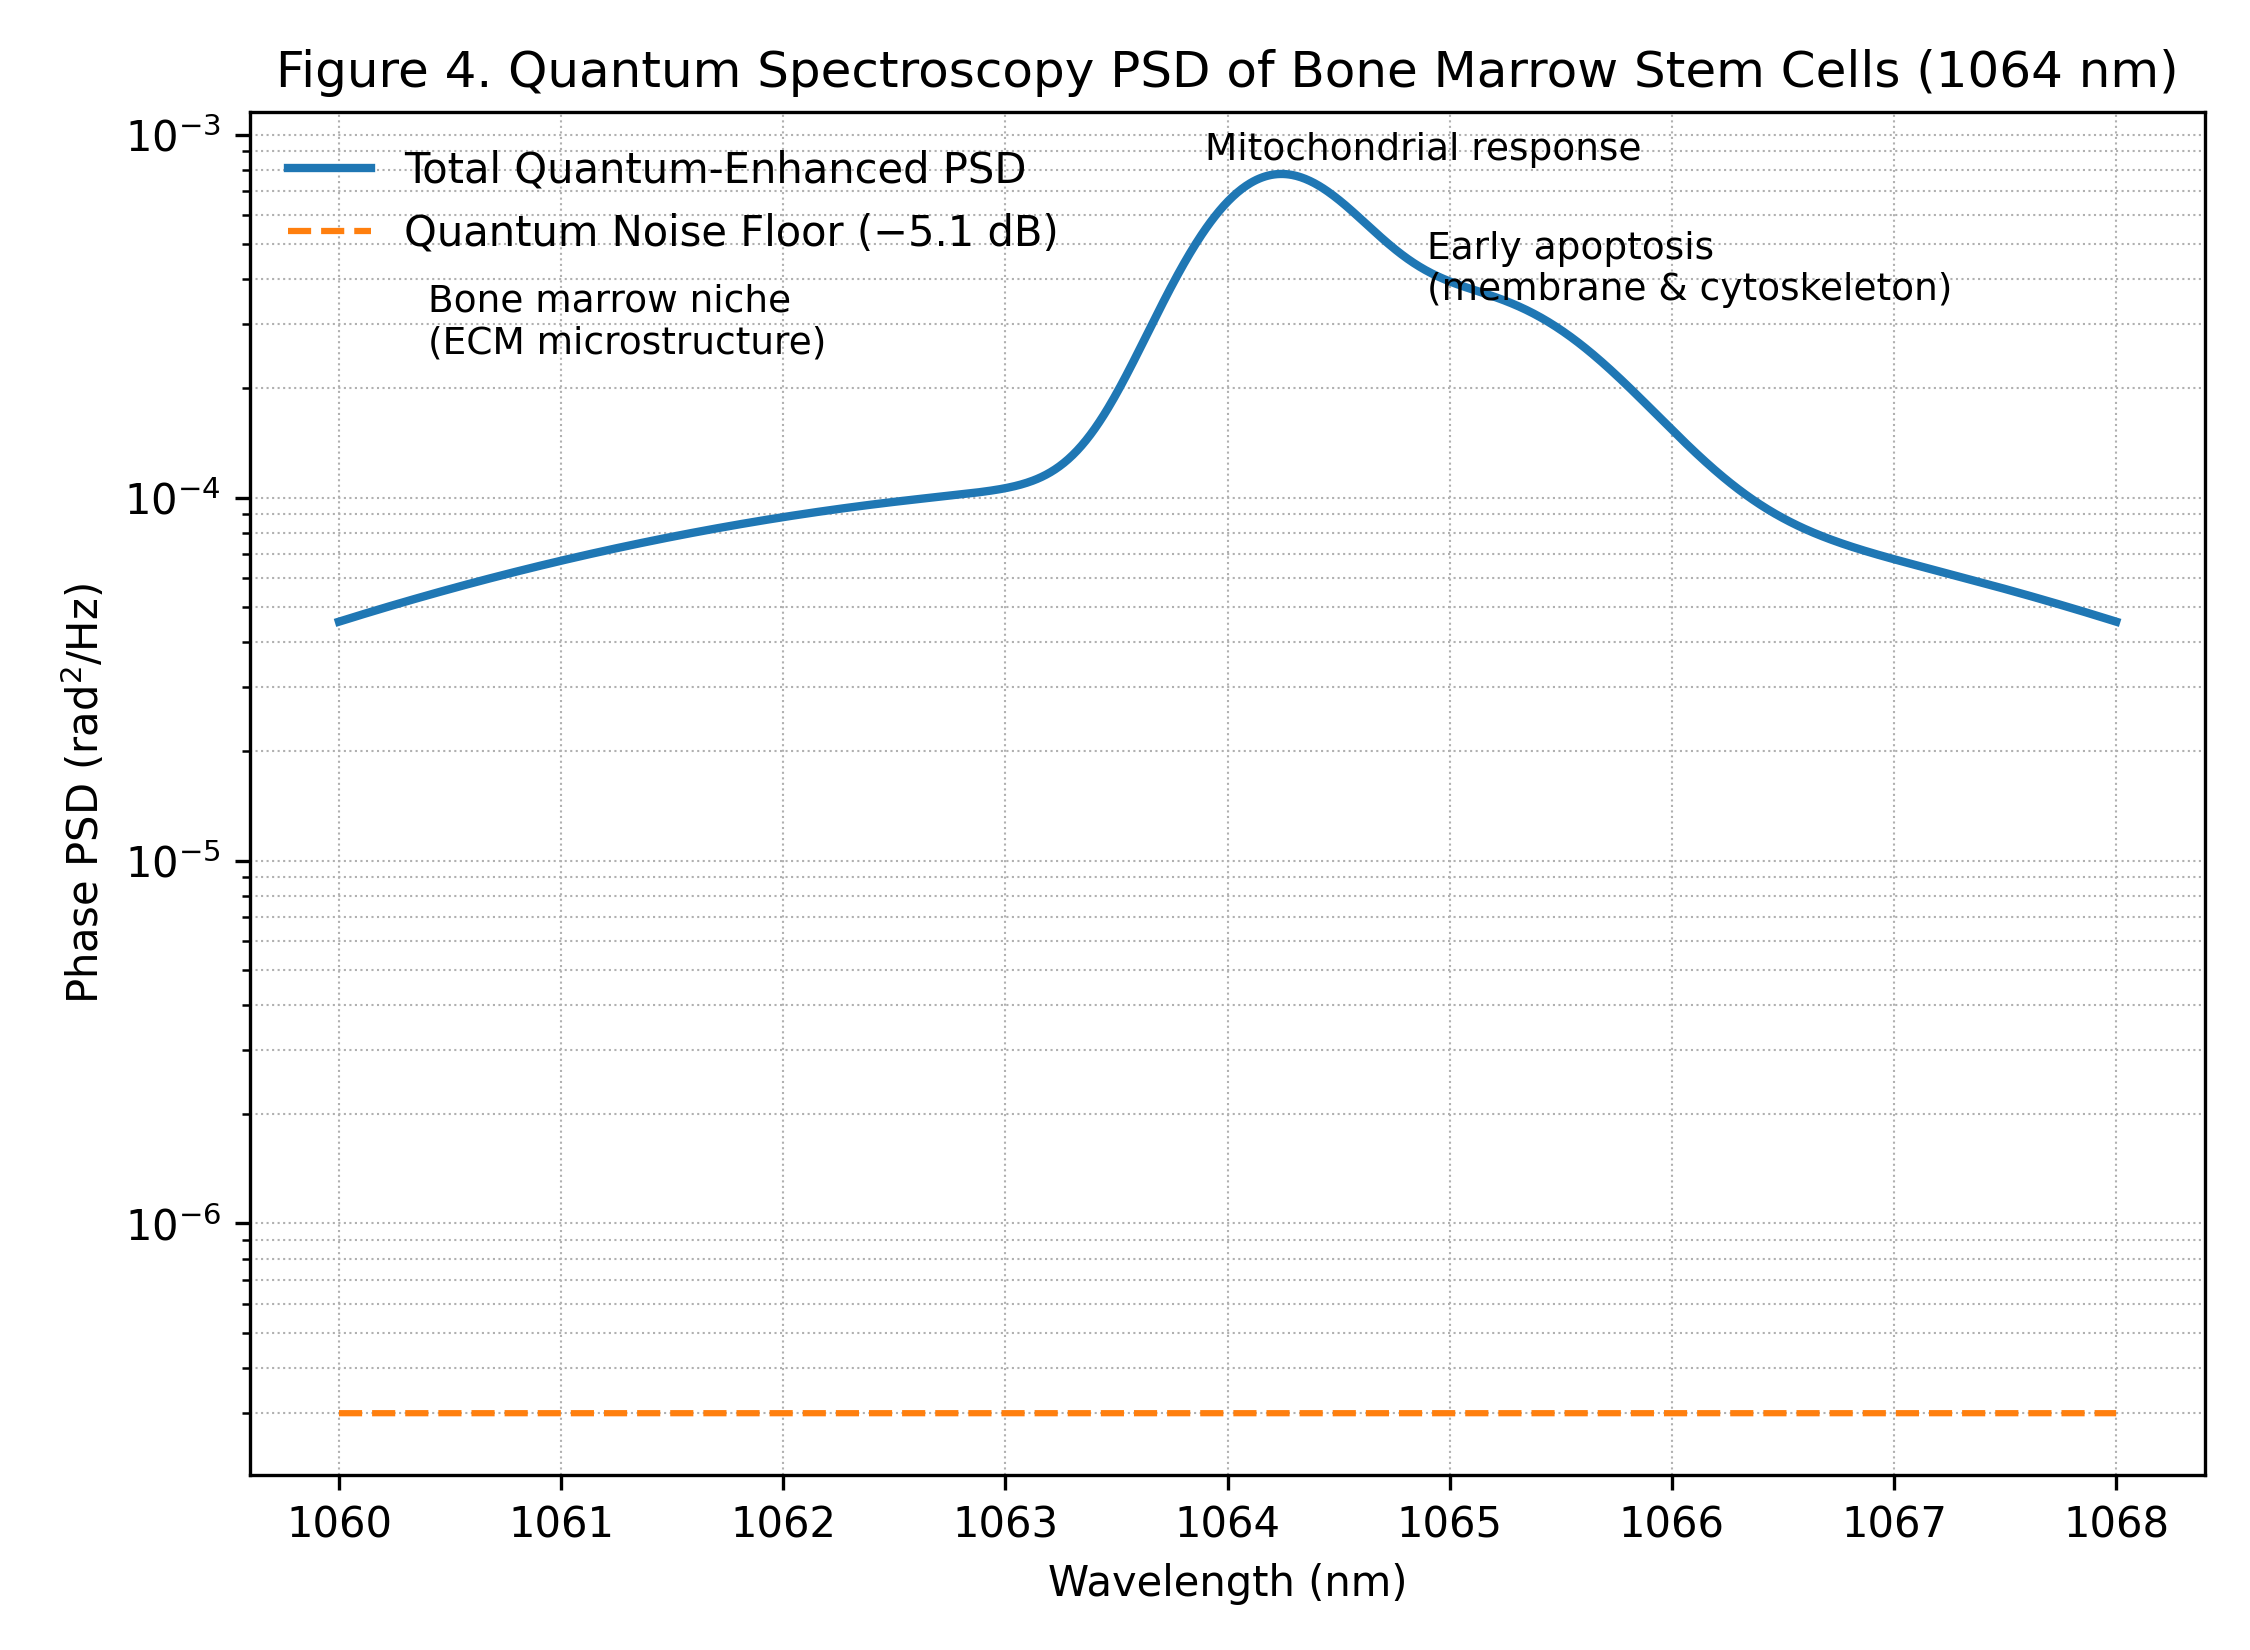 Figure 4. Quantum Spectroscopy PSD of Bone Marrow Stem Cells (1064 nm)
Total Quantum-Enhanced PSD
Quantum Noise Floor (−5.1 dB)
Mitochondrial response
Early apoptosis
(membrane & cytoskeleton)
Bone marrow niche
(ECM microstructure)
Phase PSD (rad²/Hz)
10⁻³
10⁻⁴
10⁻⁵
10⁻⁶
1060 1061 1062 1063 1064 1065 1066 1067 1068
Wavelength (nm)